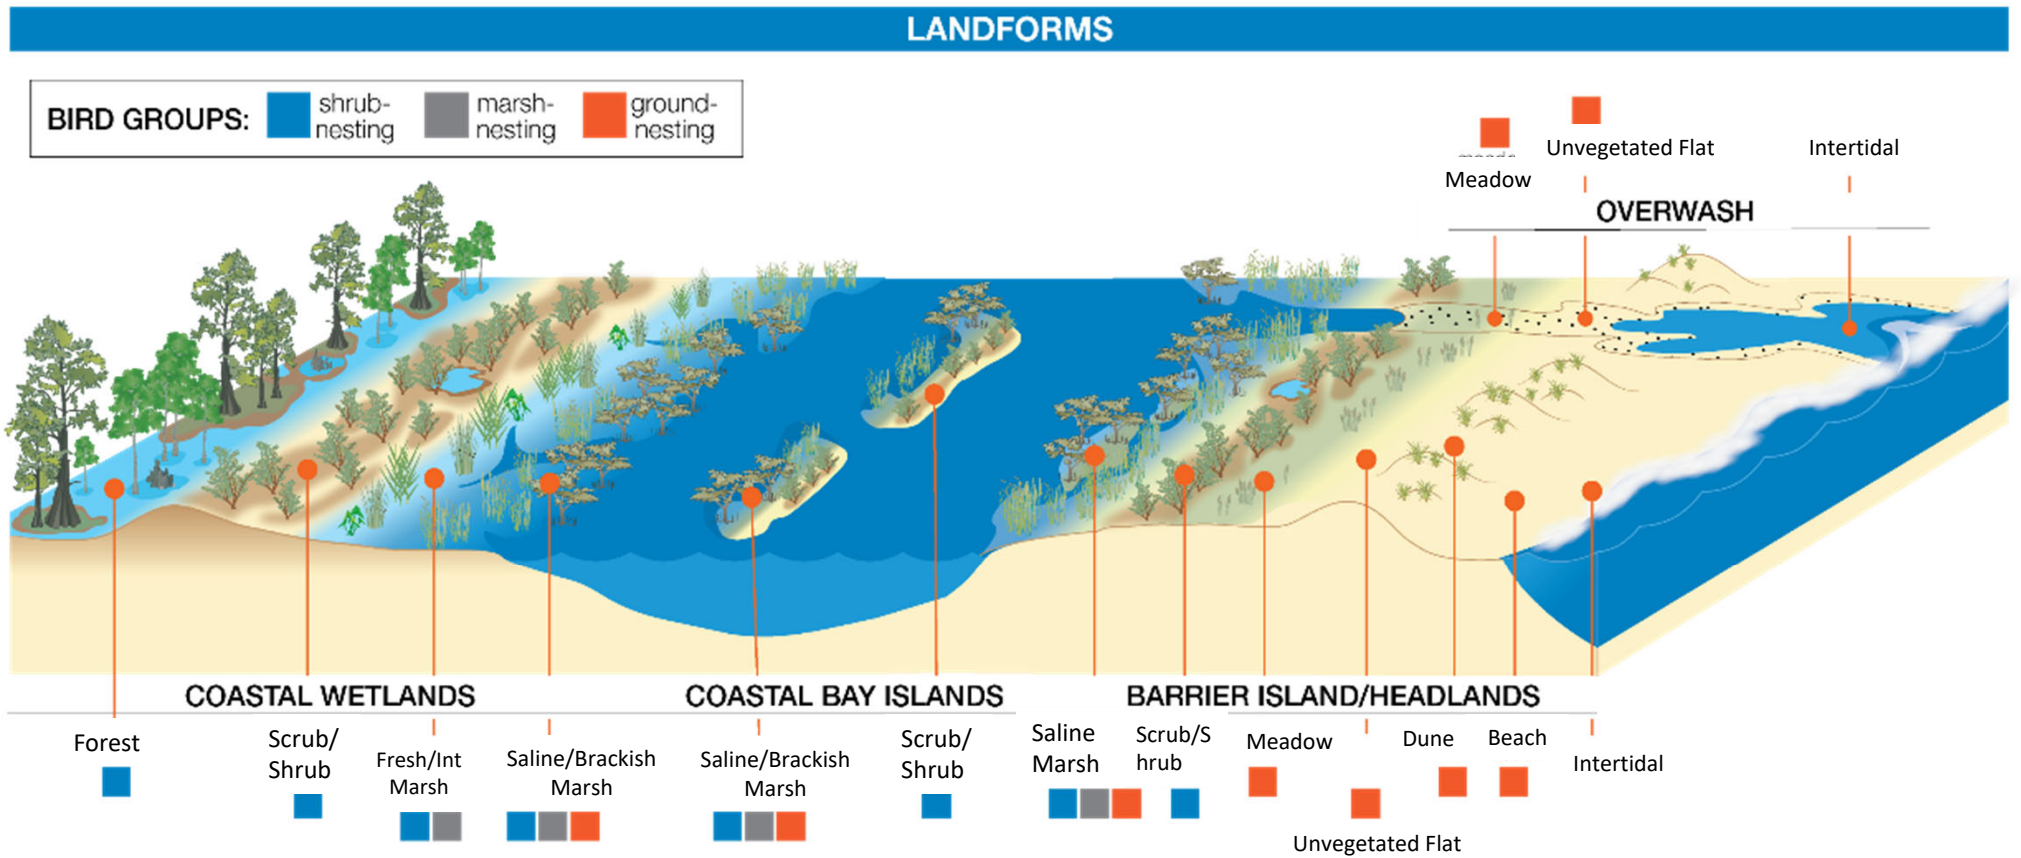 LANDFORMS
BIRD GROUPS:
shrub-
nesting
marsh-
nesting
ground-
nesting
Unvegetated Flat
Intertidal
Meadow
OVERWASH
COASTAL WETLANDS
COASTAL BAY ISLANDS
BARRIER ISLAND/HEADLANDS
Forest
Scrub/
Shrub
Fresh/Int
Marsh
Saline/Brackish
Marsh
Saline/Brackish
Marsh
Scrub/
Shrub
Saline
Marsh
Scrub/S
hrub
Meadow
Unvegetated Flat
Dune
Beach
Intertidal